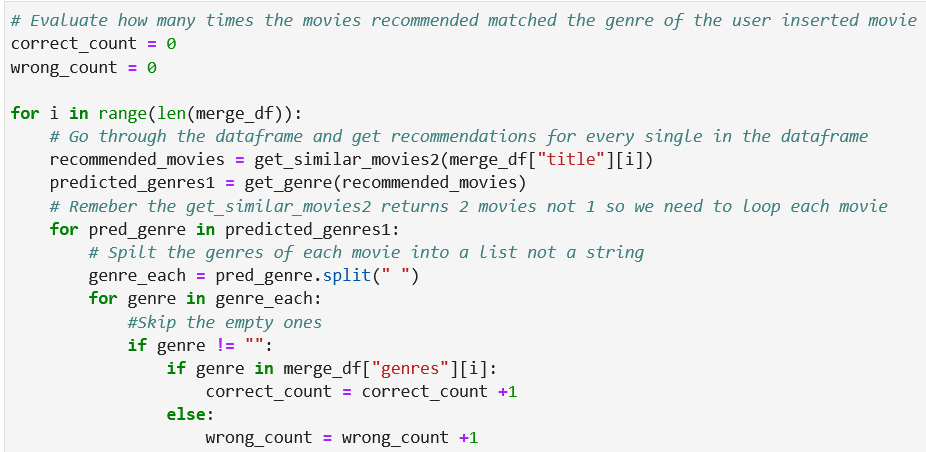 # Evaluate how many times the movies recommended matched the genre of the user inserted movie
correct_count = 0
wrong_count = 0
for i in range(len(merge_df)):
    # Go through the dataframe and get recommendations for every single in the dataframe
    recommended_movies = get_similar_movies2(merge_df["title"][i])
    predicted_genres1 = get_genre(recommended_movies)
    # Remeber the get_similar_movies2 returns 2 movies not 1 so we need to loop each movie
    for pred_genre in predicted_genres1:
        # Spilt the genres of each movie into a list not a string
        genre_each = pred_genre.split(" ")
        for genre in genre_each:
            #Skip the empty ones
            if genre != "":
                if genre in merge_df["genres"][i]:
                    correct_count = correct_count +1
                else:
                    wrong_count = wrong_count +1